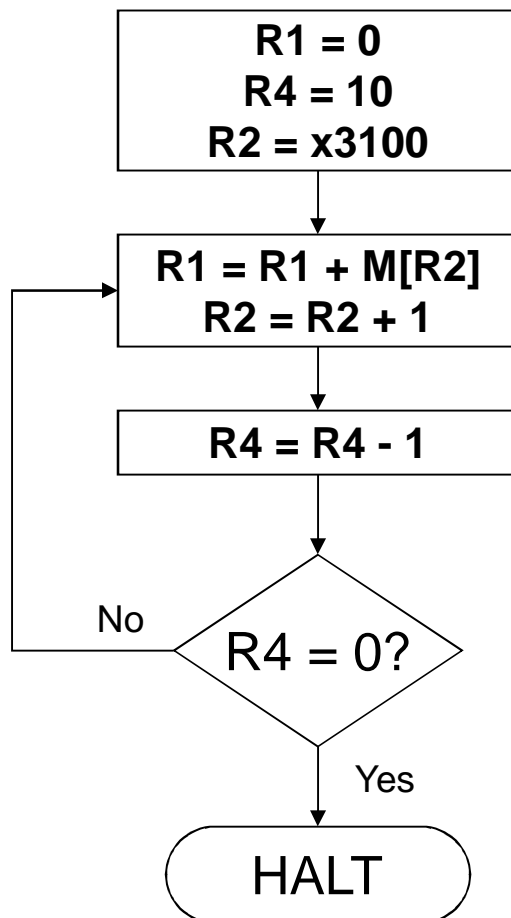 R1 = 0
R4 = 10
R2 = x3100
R1 = R1 + M[R2]
R2 = R2 + 1
R4 = R4 - 1
No
R4 = 0?
Yes
HALT